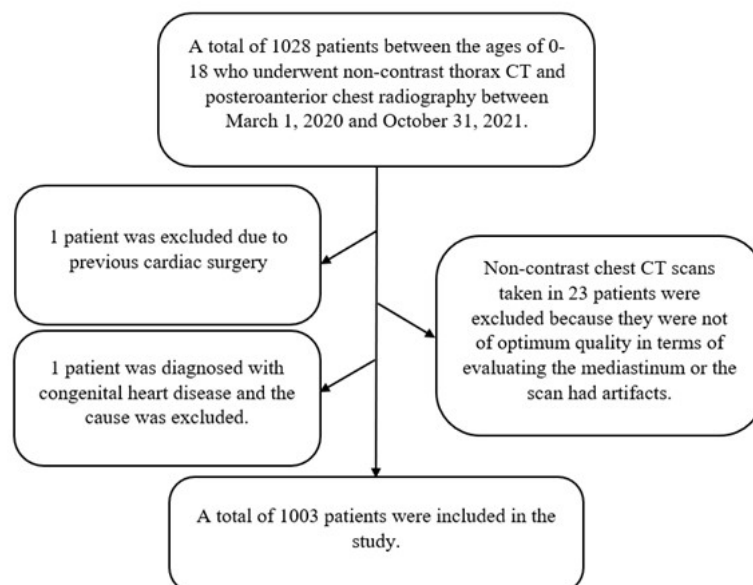 A total of 1028 patients between the ages of 0-
18 who underwent non-contrast thorax CT and
posteroanterior chest radiography between
March 1, 2020 and October 31, 2021.
1 patient was excluded due to
previous cardiac surgery
Non-contrast chest CT scans
taken in 23 patients were
excluded because they were not
of optimum quality in terms of
evaluating the mediastinum or the
scan had artifacts.
1 patient was diagnosed with
congenital heart disease and the
cause was excluded.
A total of 1003 patients were included in the
study.